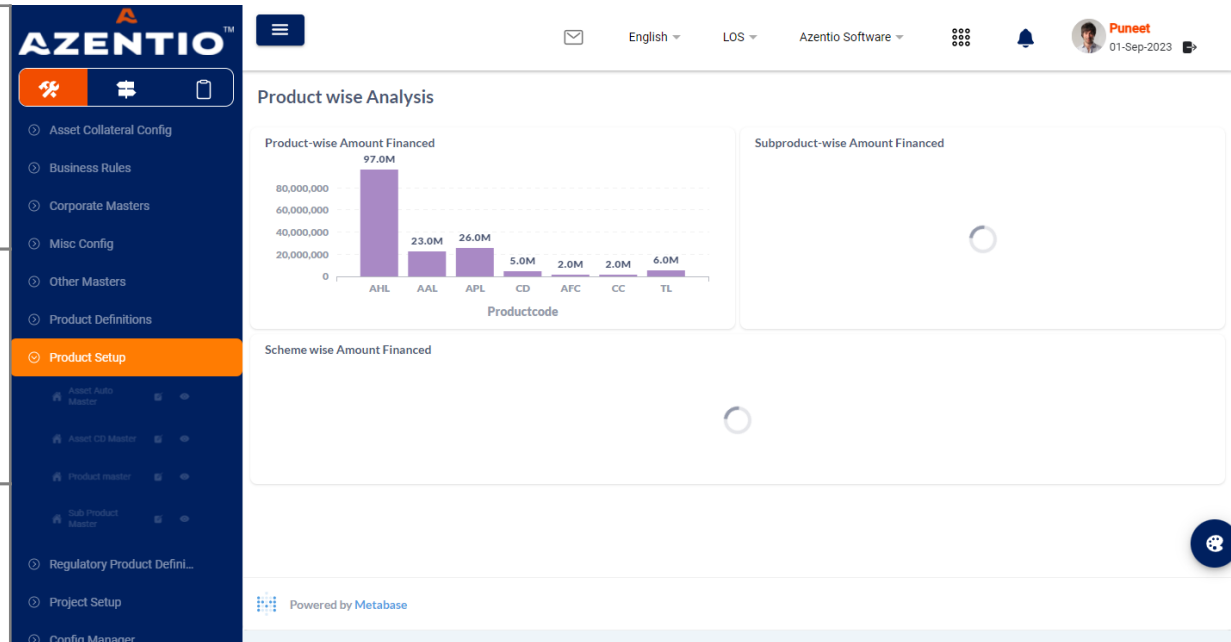 AZENTIO™
English
LOS
Azentio Software
Puneet
01-Sep-2023
Asset Collateral Config
Business Rules
Corporate Masters
Misc Config
Other Masters
Product Definitions
Product Setup
Asset Auto
Master
Asset CD Master
Product master
Sub Product
Master
Regulatory Product Defini...
Project Setup
Config Manager
Product wise Analysis
Product-wise Amount Financed
97.0M
80,000,000
60,000,000
40,000,000
20,000,000
0
23.0M
26.0M
5.0M
2.0M
2.0M
6.0M
AHL AAL APL CD AFC CC TL
Productcode
Subproduct-wise Amount Financed
Scheme wise Amount Financed
Powered by Metabase